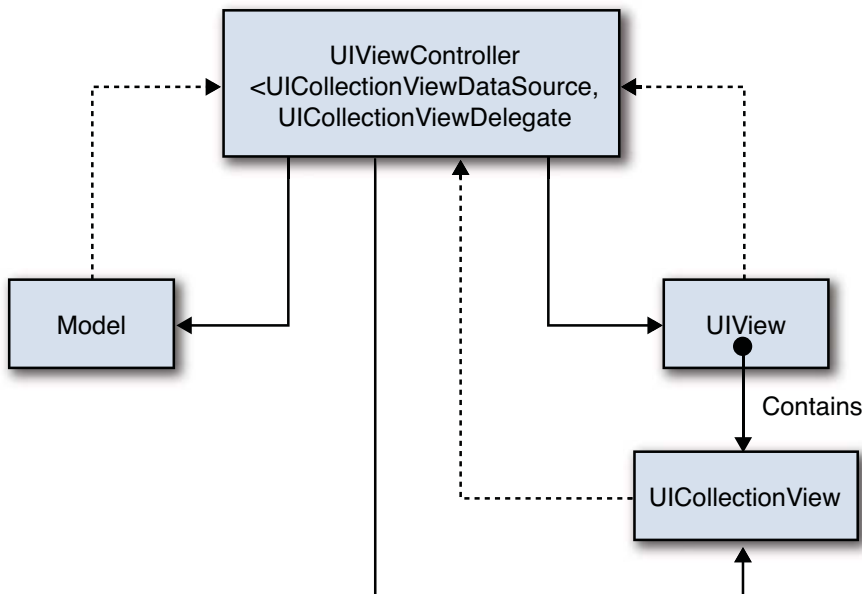 UIViewController
<UICollectionViewDataSource,
UICollectionViewDelegate
Model
UIView
Contains
UICollectionView